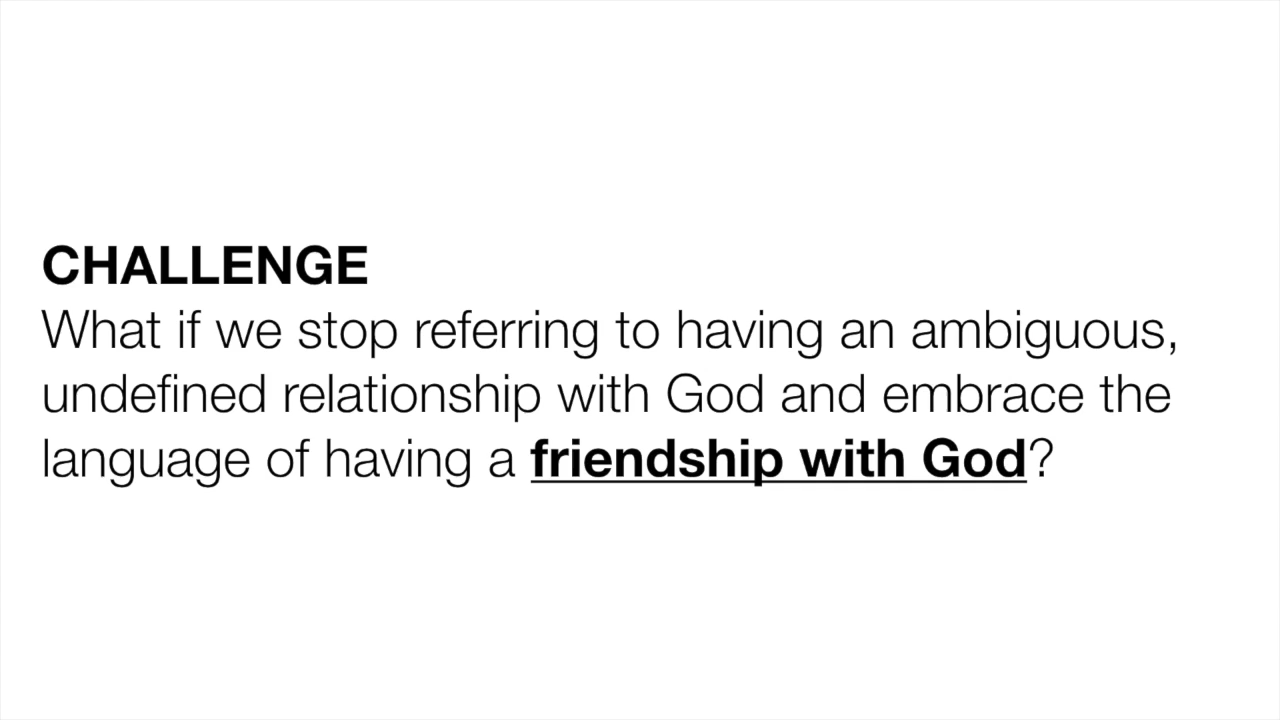 CHALLENGE
What if we stop referring to having an ambiguous,
undefined relationship with God and embrace the
language of having a friendship with God?